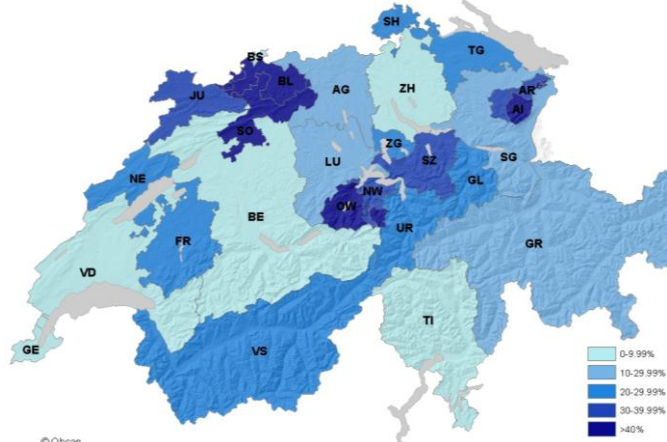 SH
BS
TG
BL
AG
ZH
JU
AR
AI
SO
ZG
LU
SZ
SG
NE
NW
GL
OW
BE
UR
FR
GR
VD
TI
GE
VS
0-9.99%
10-29.99%
20-29.99%
30-39.99%
>40%
©Obsan